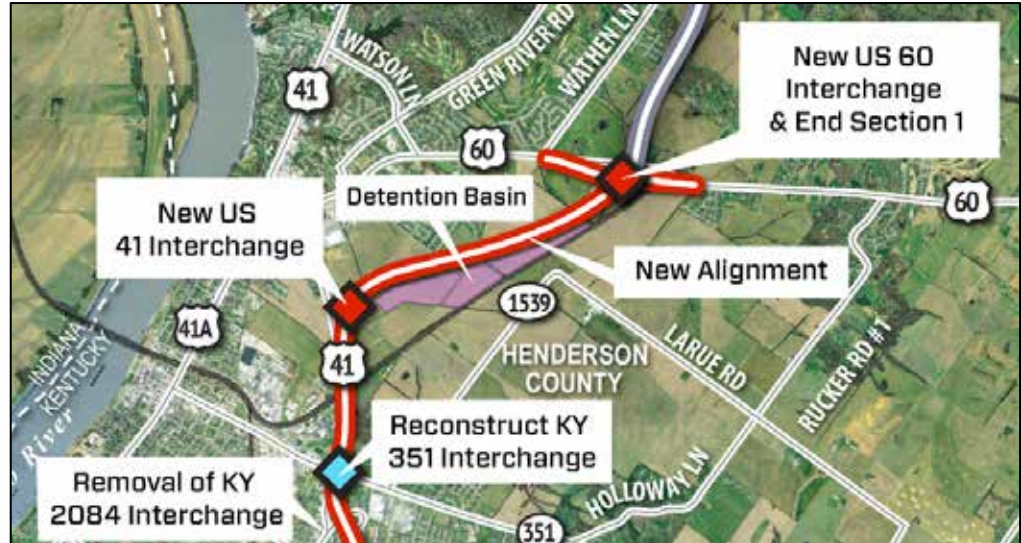 WATSON LN
GREEN RIVER RD
WATHEN LN
New US 60
Interchange
& End Section 1
41
60
Detention Basin
New US
41 Interchange
60
New Alignment
1539
41A
INDIANA
KENTUCKY
41
HENDERSON
COUNTY
LARUE RD
RUCKER RD #1
River
Reconstruct KY
351 Interchange
Removal of KY
2084 Interchange
HOLLOWAY LN
351